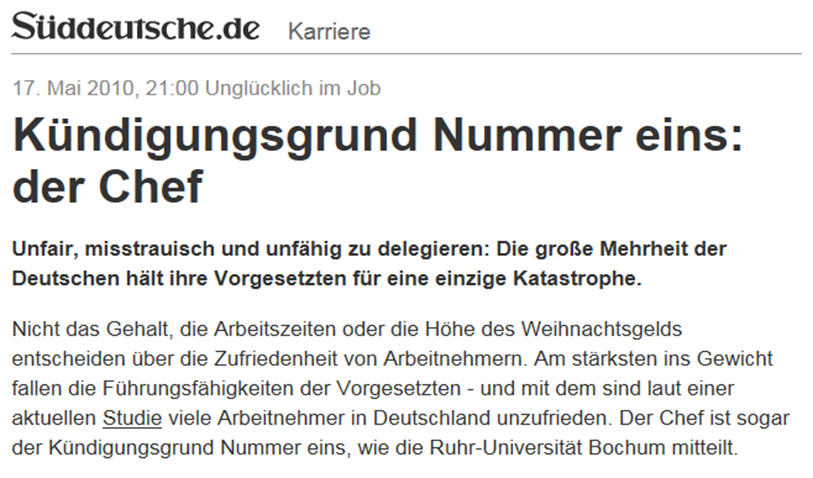 Süddeutsche.de Karriere
17. Mai 2010, 21:00 Unglücklich im Job
Kündigungsgrund Nummer eins:
der Chef
Unfair, misstrauisch und unfähig zu delegieren: Die große Mehrheit der
Deutschen hält ihre Vorgesetzten für eine einzige Katastrophe.
Nicht das Gehalt, die Arbeitszeiten oder die Höhe des Weihnachtsgelds
entscheiden über die Zufriedenheit von Arbeitnehmern. Am stärksten ins Gewicht
fallen die Führungsfähigkeiten der Vorgesetzten - und mit dem sind laut einer
aktuellen Studie viele Arbeitnehmer in Deutschland unzufrieden. Der Chef ist sogar
der Kündigungsgrund Nummer eins, wie die Ruhr-Universität Bochum mitteilt.